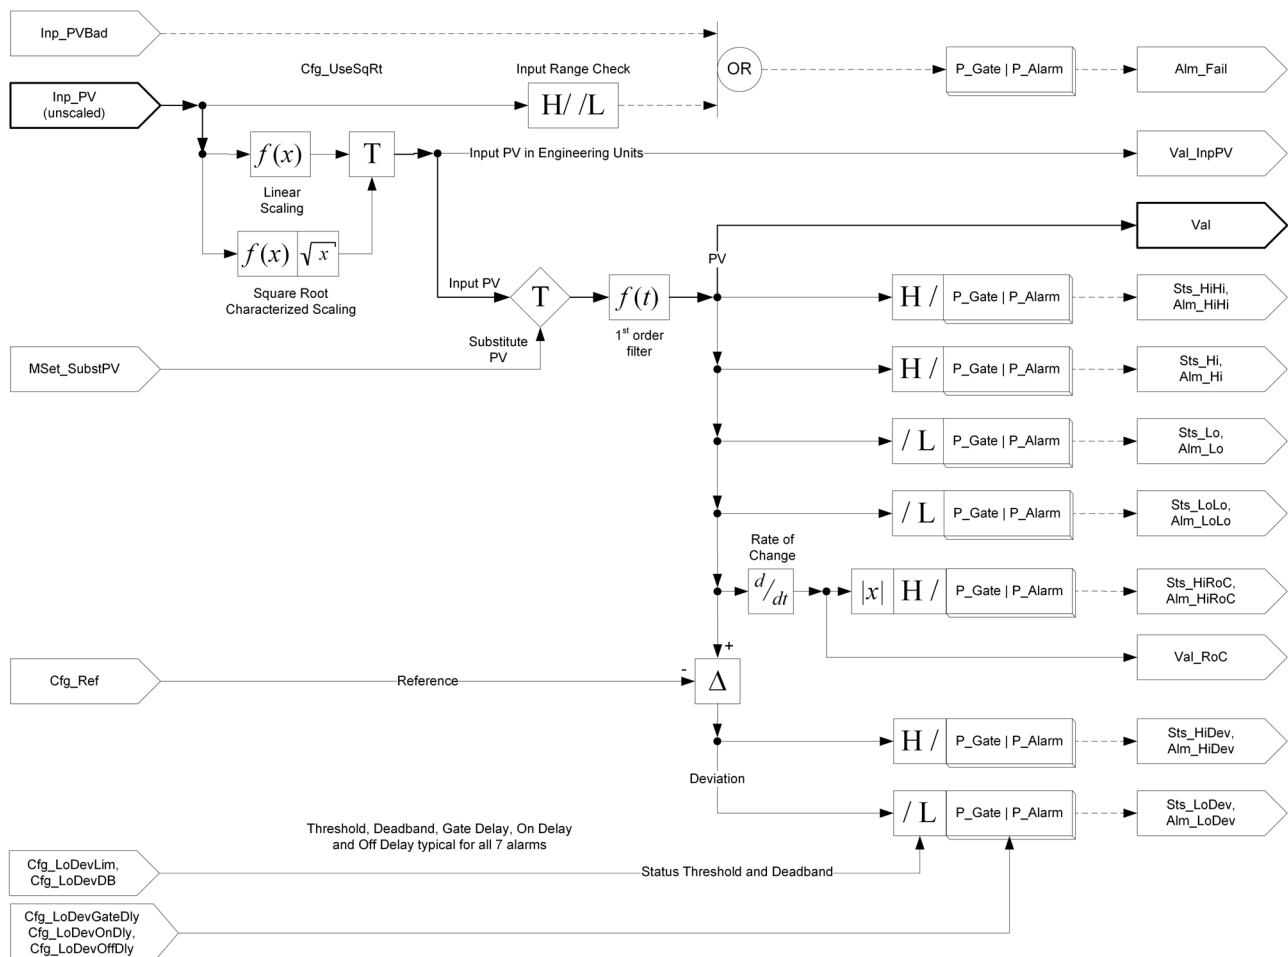 Inp_PVBad
Cfg_UseSqRt
Input Range Check
OR
P_Gate | P_Alarm
Alm_Fail
Inp_PV
(unscaled)
H/ /L
f(x)
T
Input PV in Engineering Units
Val_InpPV
Linear
Scaling
f(x) √x
Square Root
Characterized Scaling
Val
PV
Input PV
T
f(t)
1st order
filter
H /
P_Gate | P_Alarm
Sts_HiHi,
Alm_HiHi
Substitute
PV
MSet_SubstPV
H /
P_Gate | P_Alarm
Sts_Hi,
Alm_Hi
/ L
P_Gate | P_Alarm
Sts_Lo,
Alm_Lo
/ L
P_Gate | P_Alarm
Sts_LoLo,
Alm_LoLo
Rate of
Change
d/dt
|x| H /
P_Gate | P_Alarm
Sts_HiRoC,
Alm_HiRoC
Val_RoC
Cfg_Ref
Reference
-
+
Δ
H /
P_Gate | P_Alarm
Sts_HiDev,
Alm_HiDev
Deviation
/ L
P_Gate | P_Alarm
Sts_LoDev,
Alm_LoDev
Threshold, Deadband, Gate Delay, On Delay
and Off Delay typical for all 7 alarms
Cfg_LoDevLim,
Cfg_LoDevDB
Status Threshold and Deadband
Cfg_LoDevGateDly
Cfg_LoDevOnDly,
Cfg_LoDevOffDly